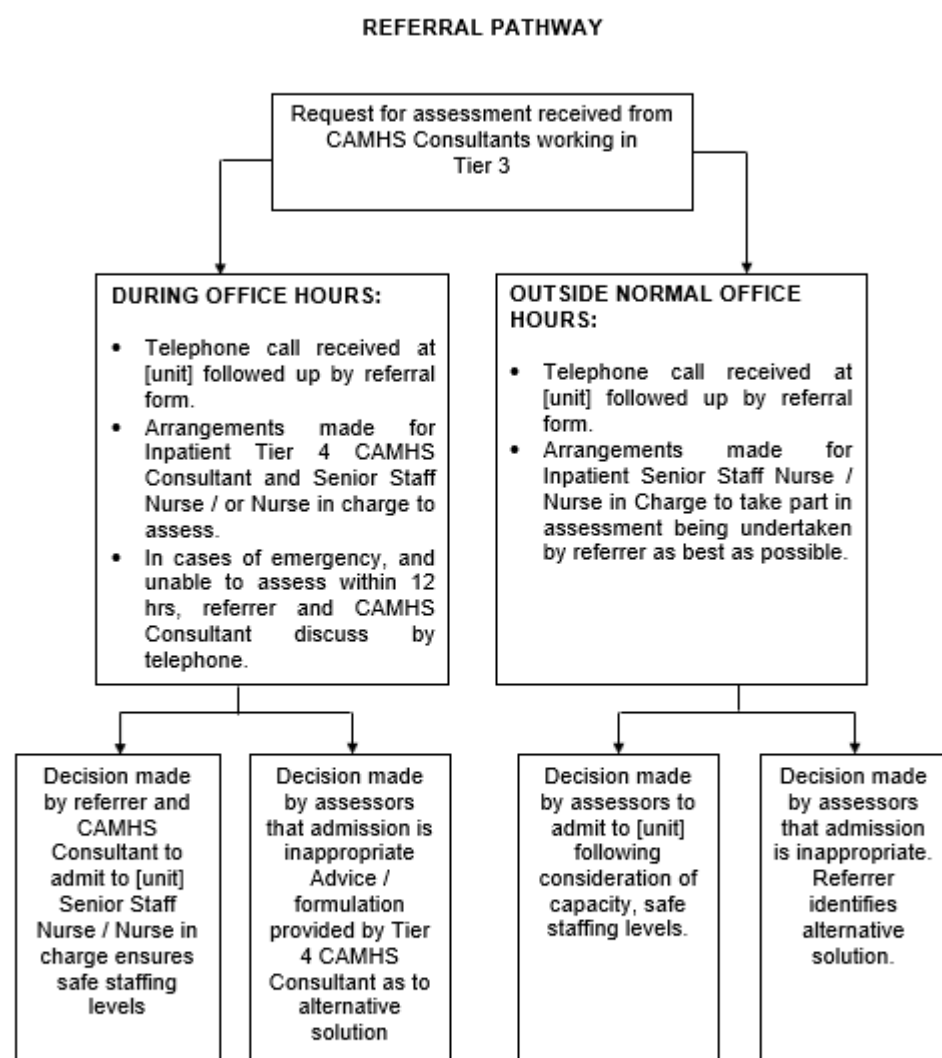 REFERRAL PATHWAY
Request for assessment received from
CAMHS Consultants working in
Tier 3
DURING OFFICE HOURS:
• Telephone call received at
[unit] followed up by referral
form.
• Arrangements made for
Inpatient Tier 4 CAMHS
Consultant and Senior Staff
Nurse / or Nurse in charge to
assess.
• In cases of emergency, and
unable to assess within 12
hrs, referrer and CAMHS
Consultant discuss by
telephone.
OUTSIDE NORMAL OFFICE
HOURS:
• Telephone call received at
[unit] followed up by referral
form.
• Arrangements made for
Inpatient Senior Staff Nurse /
Nurse in Charge to take part in
assessment being undertaken
by referrer as best as possible.
Decision made
by referrer and
CAMHS
Consultant to
admit to [unit]
Senior Staff
Nurse / Nurse in
charge ensures
safe staffing
levels
Decision made
by assessors
that admission is
inappropriate
Advice /
formulation
provided by Tier
4 CAMHS
Consultant as to
alternative
solution
Decision made
by assessors to
admit to [unit]
following
consideration of
capacity, safe
staffing levels.
Decision made
by assessors
that admission
is inappropriate.
Referrer
identifies
alternative
solution.